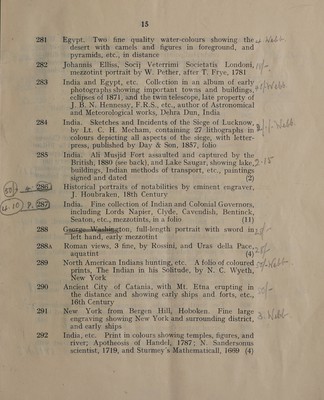 15
281 Egypt. Two fine quality water-colours showing the
desert with camels and figures in foreground, and
pyramids, etc., in distance
282 Johannis Elliss, Socij Veterrimi Societatis Londoni,
mezzotint portrait by W. Pether, after T. Frye, 1781
283 India and Egypt, etc. Collection in an album of early
photographs showing important towns and buildings,
eclipses of 1871, and the twin telescope, late property of
J. B. N. Hennessy, F.R.S., etc., author of Astronomical
and Meteorological works, Dehra Dun, India
284 India. Sketches and Incidents of the Siege of Lucknow,
by Lt. C. H. Mecham, containing 27 lithographs in
colours depicting all aspects of the siege, with letter-
press, published by Day & Son, 1857, folio
285 India. Ali Musjid Fort assaulted and captured by the
British, 1880 (see back), and Lake Saugar, showing lake,
buildings, Indian methods of transport, etc., paintings
signed and dated (2)
286 Historical portraits of notabilities by eminent engraver,
J. Houbraken, 18th Century
287 India. Fine collection of Indian and Colonial Governors,
including Lords Napier, Clyde, Cavendish, Bentinck,
Seaton, etc., mezzotints, in a folio (11)
288 George Washington, full-length portrait with sword in
left hand, early mezzotint
288a Roman views, 3 fine, by Rossini, and Uras della Pace,
aquatint (4)
289 North American Indians hunting, etc. A folio of coloured
prints, The Indian in his Solitude, by N. C. Wyeth,
New York
290 Ancient City of Catania, with Mt. Etna erupting in
the distance and showing early ships and forts, etc.,
16th Century
291 New York from Bergen Hill, Hoboken. Fine large
engraving showing New York and surrounding district,
and early ships
292 India, etc. Print in colours showing temples, figures, and
river; Apotheosis of Handel, 1787; N. Sandersonus
scientist, 1719, and Sturmey's Mathematicall, 1669 (4)